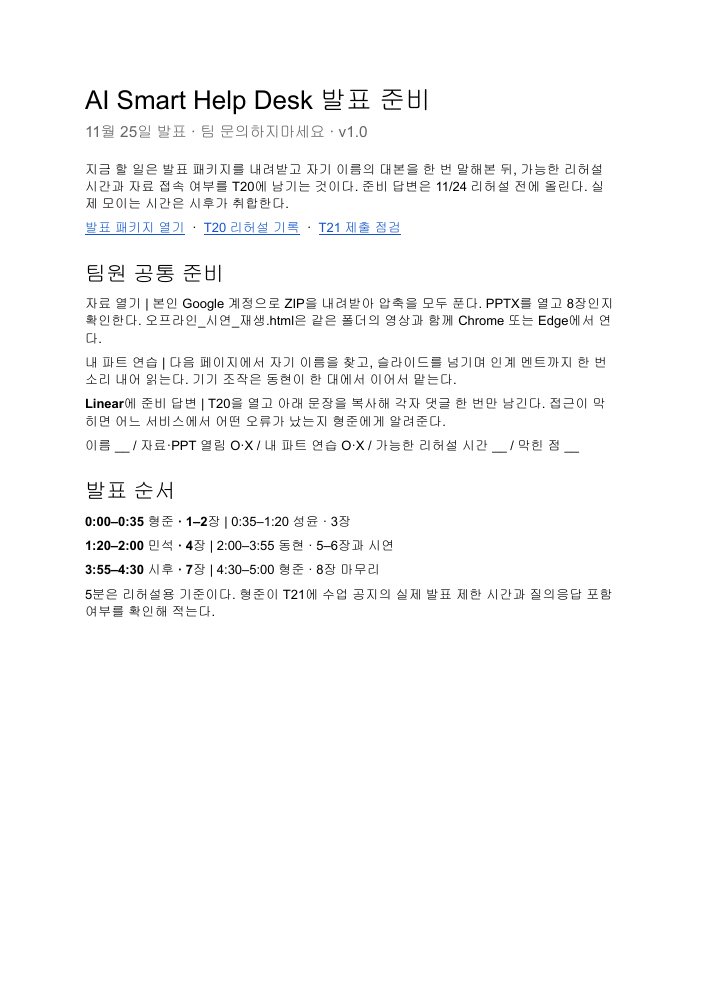 AI Smart Help Desk 발표 준비
11월 25일 발표 · 팀 문의하지마세요 · v1.0
지금 할 일은 발표 패키지를 내려받고 자기 이름의 대본을 한 번 말해본 뒤, 가능한 리허설
시간과 자료 접속 여부를 T20에 남기는 것이다. 준비 답변은 11/24 리허설 전에 올린다. 실
제 모이는 시간은 시후가 취합한다.
발표 패키지 열기 · T20 리허설 기록 · T21 제출 점검
팀원 공통 준비
자료 열기 | 본인 Google 계정으로 ZIP을 내려받아 압축을 모두 푼다. PPTX를 열고 8장인지
확인한다. 오프라인_시연_재생.html은 같은 폴더의 영상과 함께 Chrome 또는 Edge에서 연
다.
내 파트 연습 | 다음 페이지에서 자기 이름을 찾고, 슬라이드를 넘기며 인계 멘트까지 한 번
소리 내어 읽는다. 기기 조작은 동현이 한 대에서 이어서 맡는다.
Linear에 준비 답변 | T20을 열고 아래 문장을 복사해 각자 댓글 한 번만 남긴다. 접근이 막
히면 어느 서비스에서 어떤 오류가 났는지 형준에게 알려준다.
이름 __ / 자료·PPT 열림 O·X / 내 파트 연습 O·X / 가능한 리허설 시간 __ / 막힌 점 __
발표 순서
0:00–0:35 형준 · 1–2장 | 0:35–1:20 성윤 · 3장
1:20–2:00 민석 · 4장 | 2:00–3:55 동현 · 5–6장과 시연
3:55–4:30 시후 · 7장 | 4:30–5:00 형준 · 8장 마무리
5분은 리허설용 기준이다. 형준이 T21에 수업 공지의 실제 발표 제한 시간과 질의응답 포함
여부를 확인해 적는다.